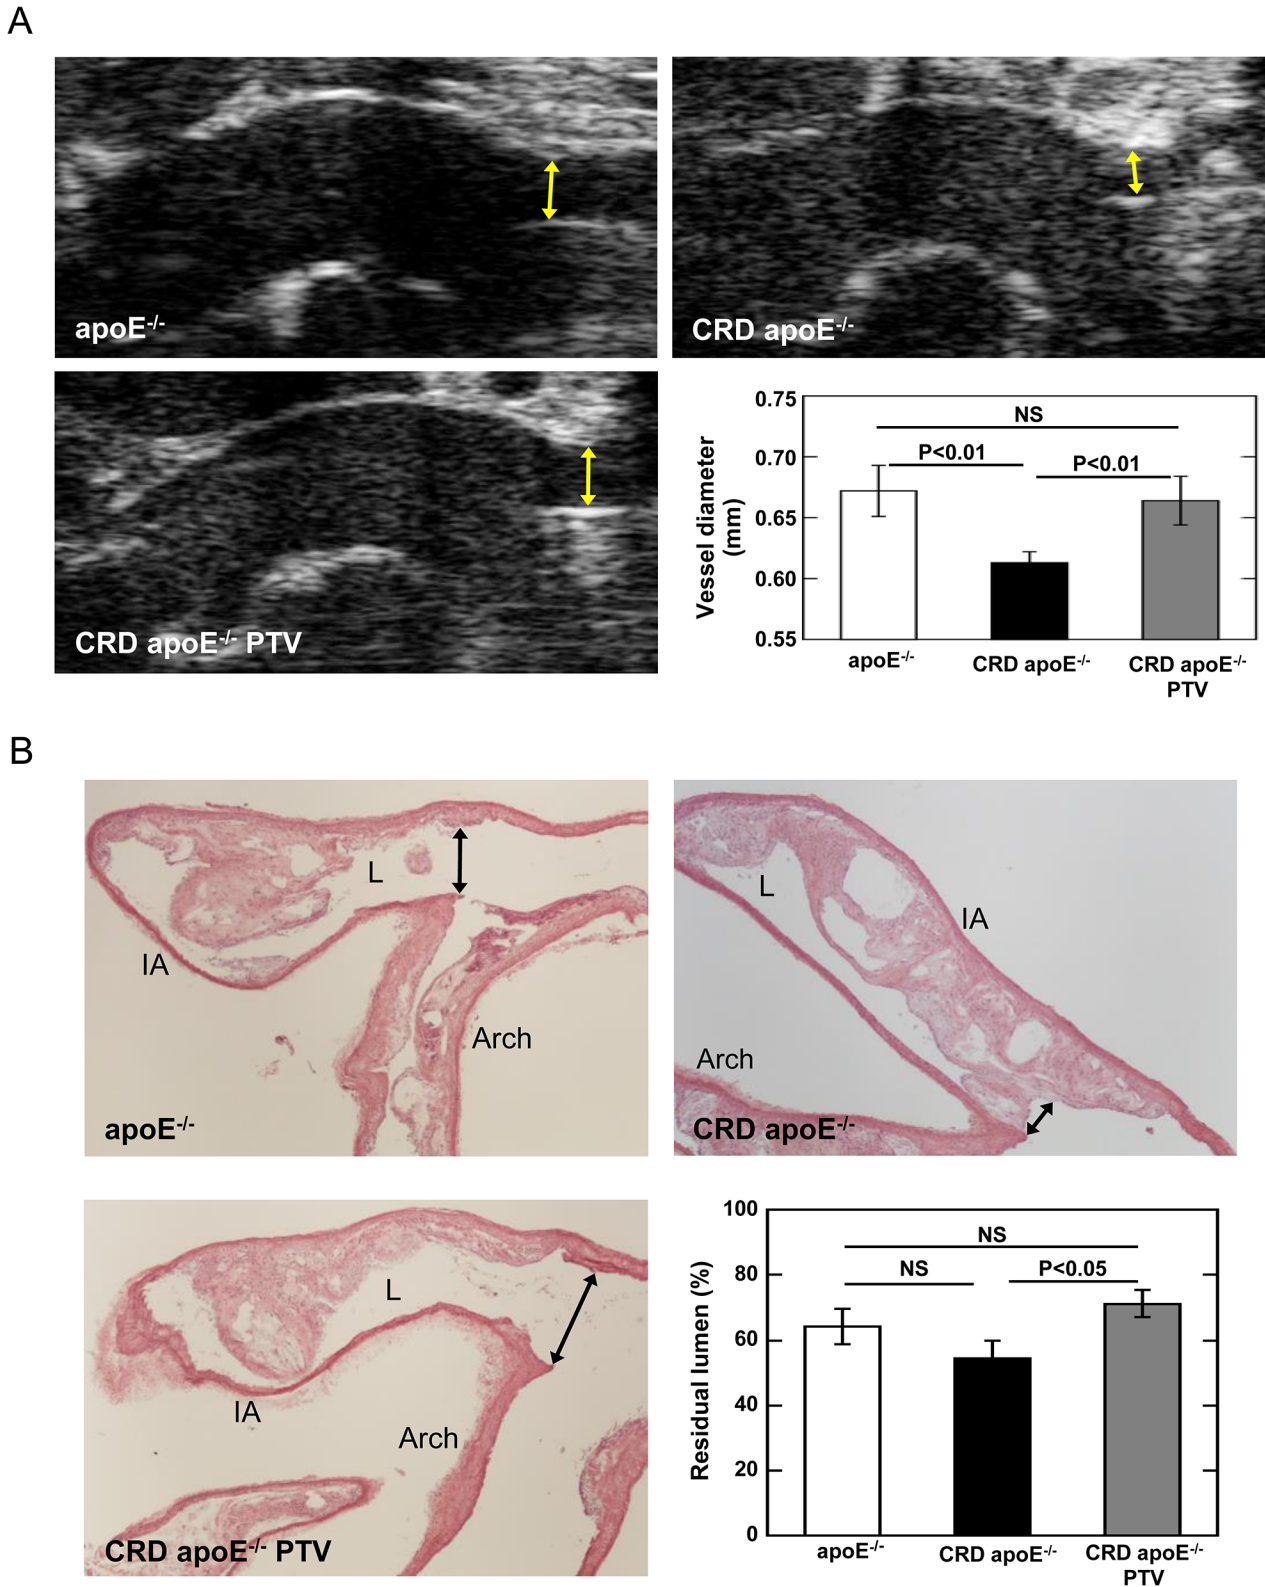 A
apoE-/-
CRD apoE-/-
CRD apoE-/- PTV
0.75
0.70
0.65
0.60
0.55
Vessel diameter
(mm)
NS
P<0.01
P<0.01
apoE-/-
CRD apoE-/-
CRD apoE-/-
PTV
B
L
IA
Arch
apoE-/-
L
IA
Arch
CRD apoE-/-
L
IA
Arch
CRD apoE-/- PTV
100
80
60
40
20
0
Residual lumen (%)
NS
NS
P<0.05
apoE-/-
CRD apoE-/-
CRD apoE-/-
PTV